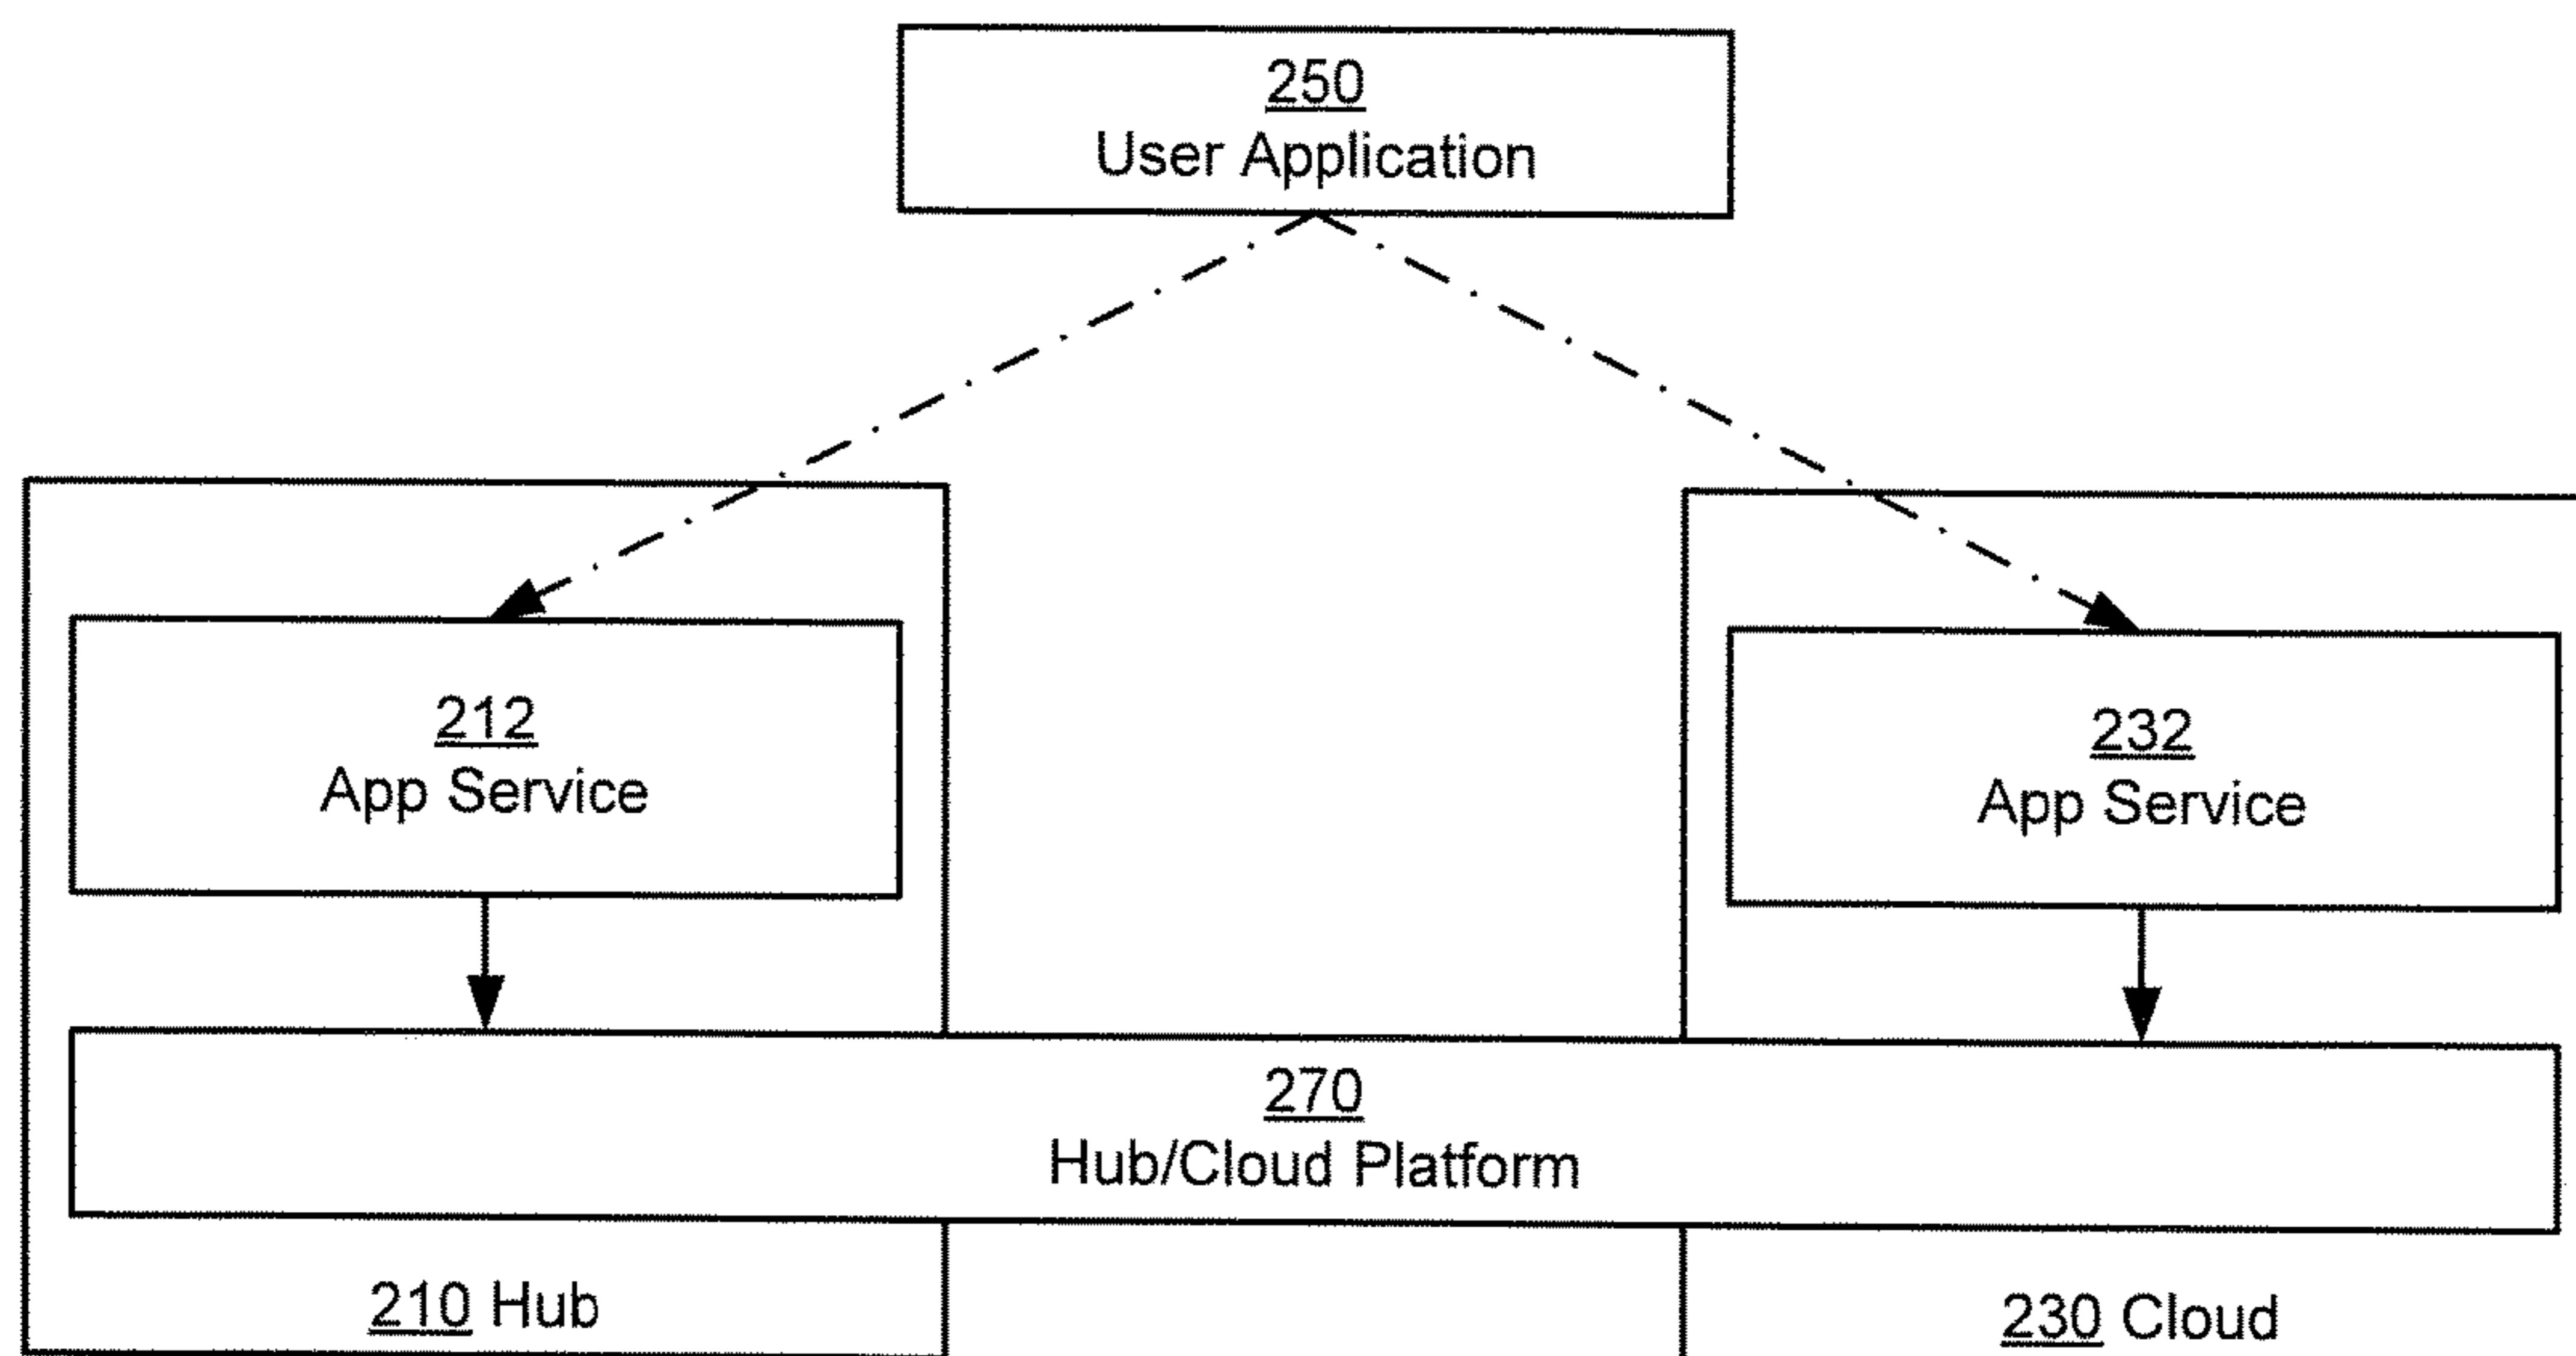 250
User Application
212
App Service
232
App Service
270
Hub/Cloud Platform
210 Hub
230 Cloud